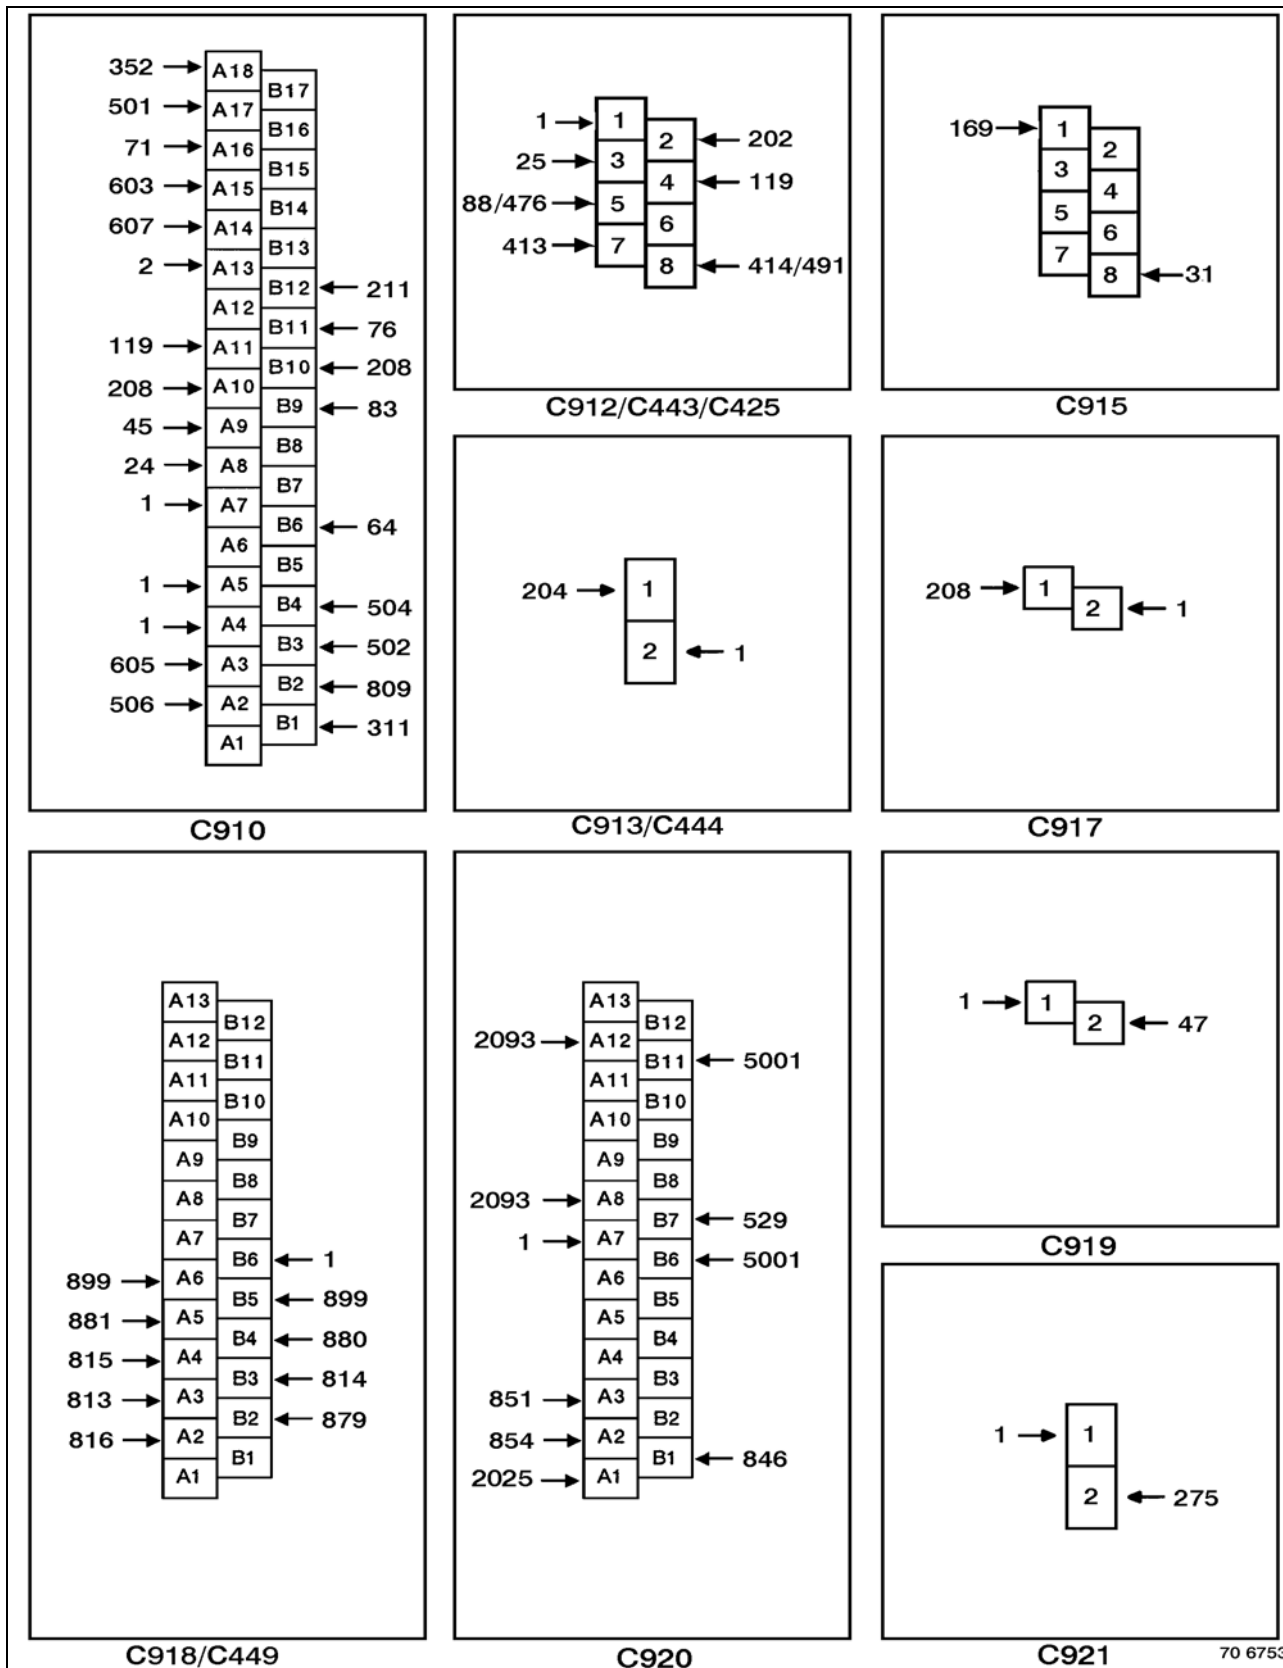 352 A18
B17
501 A17
B16
71 A16
B15
603 A15
B14
607 A14
B13
2 A13
B12 211
A12
B11 76
119 A11
B10 208
208 A10
B9 83
45 A9
B8
24 A8
B7
1 A7
B6 64
A6
B5
1 A5
B4 504
1 A4
B3 502
605 A3
B2 809
506 A2
B1 311
A1
C910
1 1
2 202
25 3
4 119
88/476 5
6
413 7
8 414/491
C912/C443/C425
169 1
2
3
4
5
6
7
8 31
C915
204 1
2 1
C913/C444
208 1
2 1
C917
A13
B12
A12
B11
A11
B10
A10
B9
A9
B8
A8
B7
A7
B6 1
899 A6
B5 899
881 A5
B4 880
815 A4
B3 814
813 A3
B2 879
816 A2
B1
A1
C918/C449
A13
B12
2093 A12
B11 5001
A11
B10
A10
B9
A9
B8
2093 A8
B7 529
1 A7
B6 5001
A6
B5
A5
B4
A4
B3
851 A3
B2
854 A2
B1 846
2025 A1
C920
1 1
2 47
C919
1 1
2 275
C921
70 6753